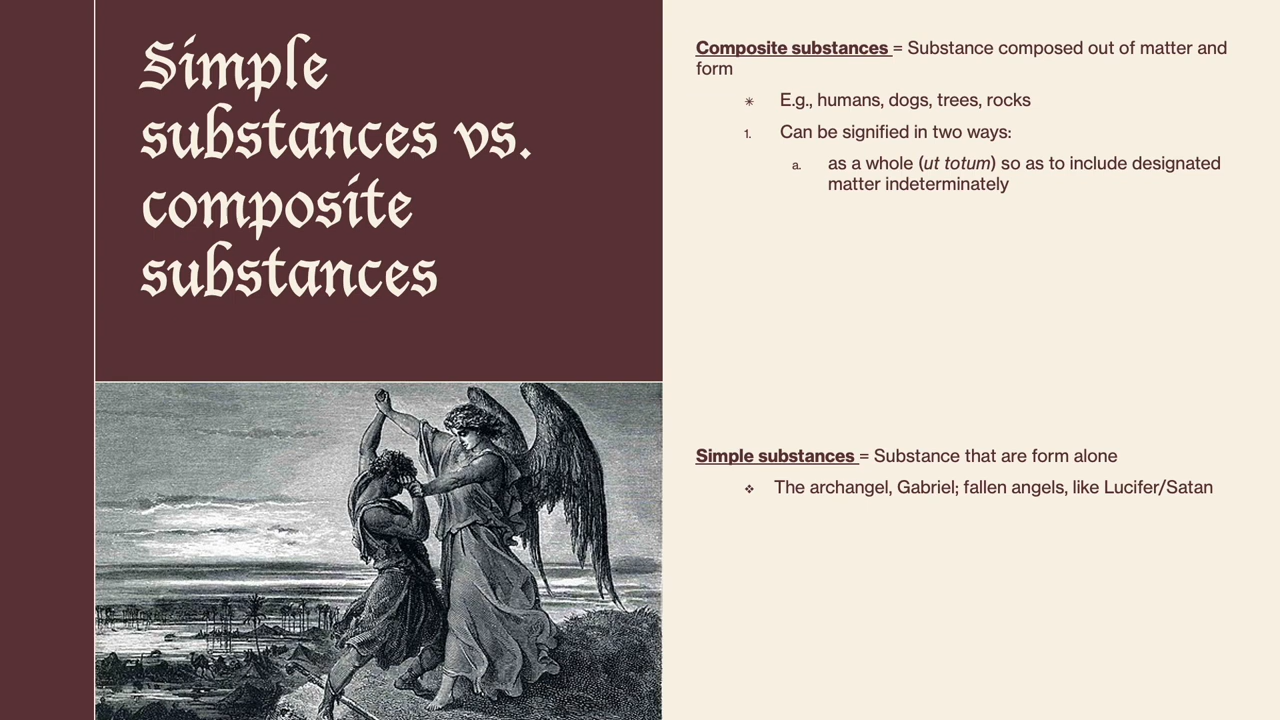 Simple
substances vs.
composite
substances
Composite substances = Substance composed out of matter and
form
✳ E.g., humans, dogs, trees, rocks
1. Can be signified in two ways:
a. as a whole (ut totum) so as to include designated
matter indeterminately
Simple substances = Substance that are form alone
❖ The archangel, Gabriel; fallen angels, like Lucifer/Satan